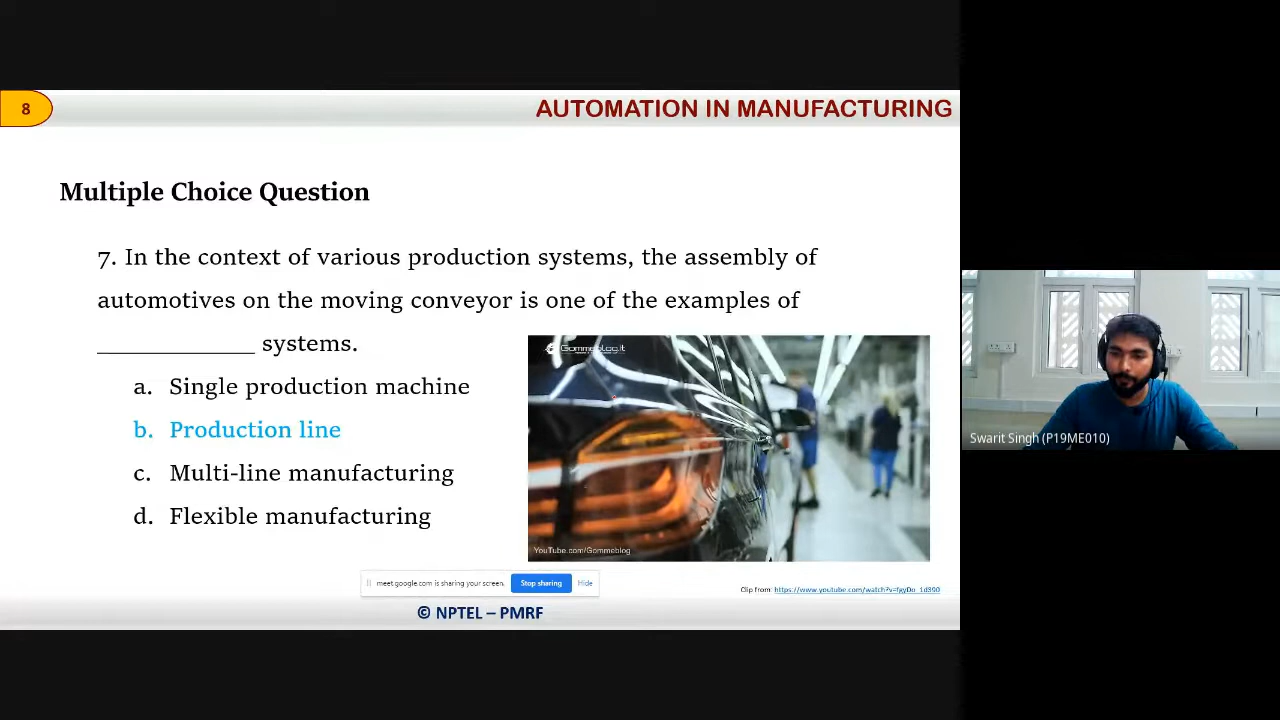 8
AUTOMATION IN MANUFACTURING
Multiple Choice Question
7. In the context of various production systems, the assembly of
automotives on the moving conveyor is one of the examples of
______________ systems.
a. Single production machine
b. Production line
c. Multi-line manufacturing
d. Flexible manufacturing
Gommeblog.it
YouTube.com/Gommeblog
meet.google.com is sharing your screen. Stop sharing Hide
Clip from:
© NPTEL – PMRF
Swarit Singh (P19ME010)